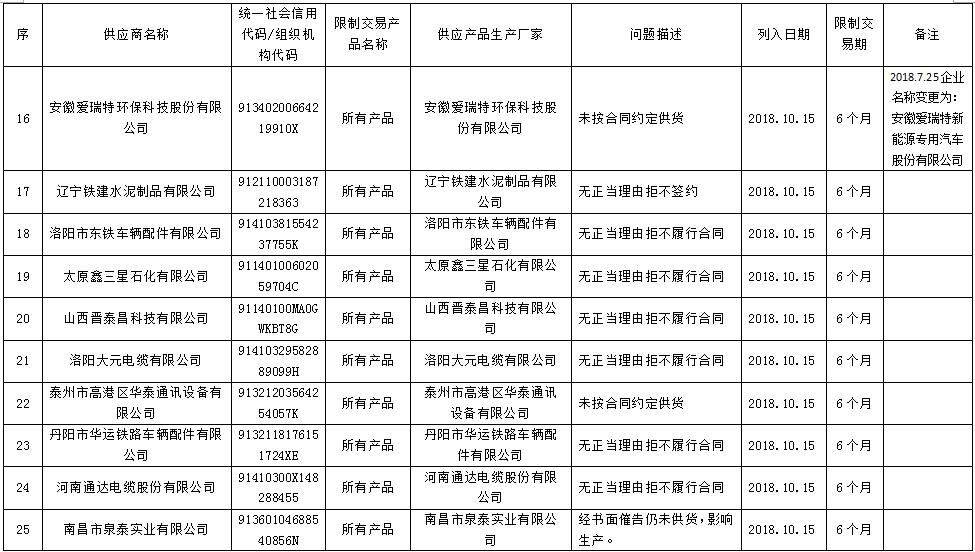 序
供应商名称
统一社会信用
代码/组织机
构代码
限制交易产
品名称
供应产品生产厂家
问题描述
列入日期
限制交
易期
备注
16
安徽爱瑞特环保科技股份有限
公司
913402006642
19910X
所有产品
安徽爱瑞特环保科技股
份有限公司
未按合同约定供货
2018.10.15
6个月
2018.7.25企业
名称变更为：
安徽爱瑞特新
能源专用汽车
股份有限公司
17
辽宁铁建水泥制品有限公司
912110003187
218363
所有产品
辽宁铁建水泥制品有限
公司
无正当理由拒不签约
2018.10.15
6个月
18
洛阳市东铁车辆配件有限公司
914103815542
37755K
所有产品
洛阳市东铁车辆配件有
限公司
无正当理由拒不履行合同
2018.10.15
6个月
19
太原鑫三星石化有限公司
911401006020
59704C
所有产品
太原鑫三星石化有限公
司
无正当理由拒不履行合同
2018.10.15
6个月
20
山西晋泰昌科技有限公司
91140100MA0G
WKBT8G
所有产品
山西晋泰昌科技有限公
司
无正当理由拒不履行合同
2018.10.15
6个月
21
洛阳大元电缆有限公司
914103295828
89099H
所有产品
洛阳大元电缆有限公司
无正当理由拒不履行合同
2018.10.15
6个月
22
泰州市高港区华泰通讯设备有
限公司
913212035642
54057K
所有产品
泰州市高港区华泰通讯
设备有限公司
未按合同约定供货
2018.10.15
6个月
23
丹阳市华运铁路车辆配件有限
公司
913211817615
1724XE
所有产品
丹阳市华运铁路车辆配
件有限公司
无正当理由拒不履行合同
2018.10.15
6个月
24
河南通达电缆股份有限公司
91410300X148
288455
所有产品
河南通达电缆股份有限
公司
无正当理由拒不履行合同
2018.10.15
6个月
25
南昌市泉泰实业有限公司
913601046885
40856N
所有产品
南昌市泉泰实业有限公
司
经书面催告仍未供货，影响
生产。
2018.10.15
6个月